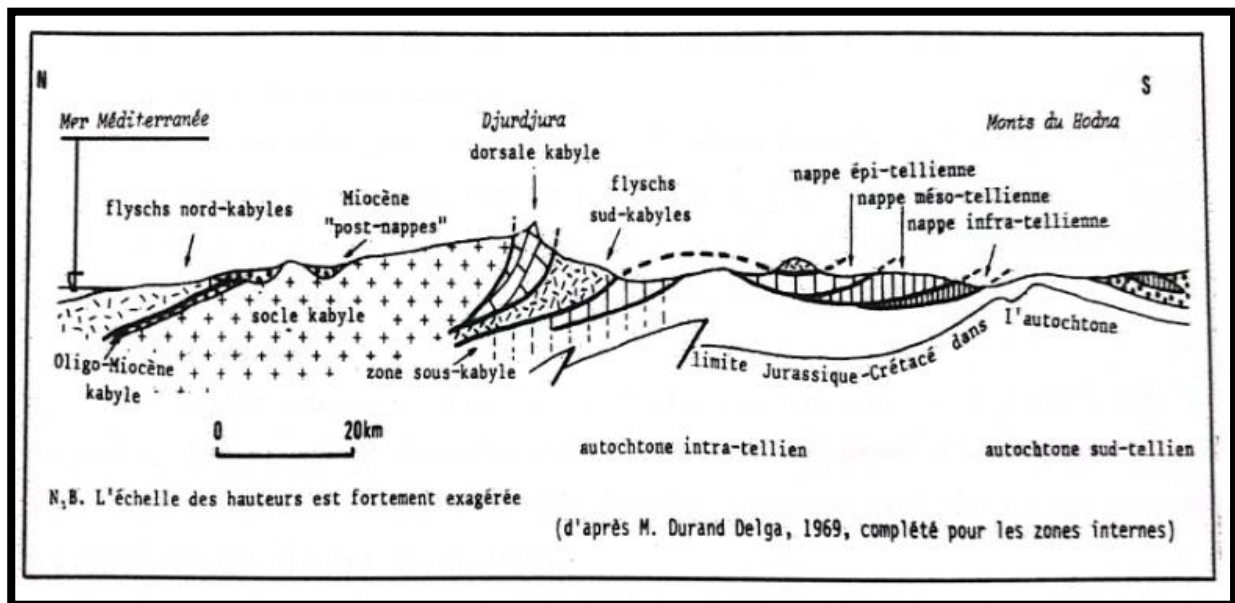 N
S
Mer Méditerranée
Djurdjura
Monts du Hodna
dorsale kabyle
nappe épi-tellienne
flyschs
sud-kabyles
nappe méso-tellienne
flyschs nord-kabyles
Miocène
"post-nappes"
nappe infra-tellienne
socle kabyle
Oligo-Miocène
kabyle
zone sous-kabyle
limite Jurassique-Crétacé dans l'autochtone
0 20km
autochtone intra-tellien
autochtone sud-tellien
N.B. L'échelle des hauteurs est fortement exagérée
(d'après M. Durand Delga, 1969, complété pour les zones internes)